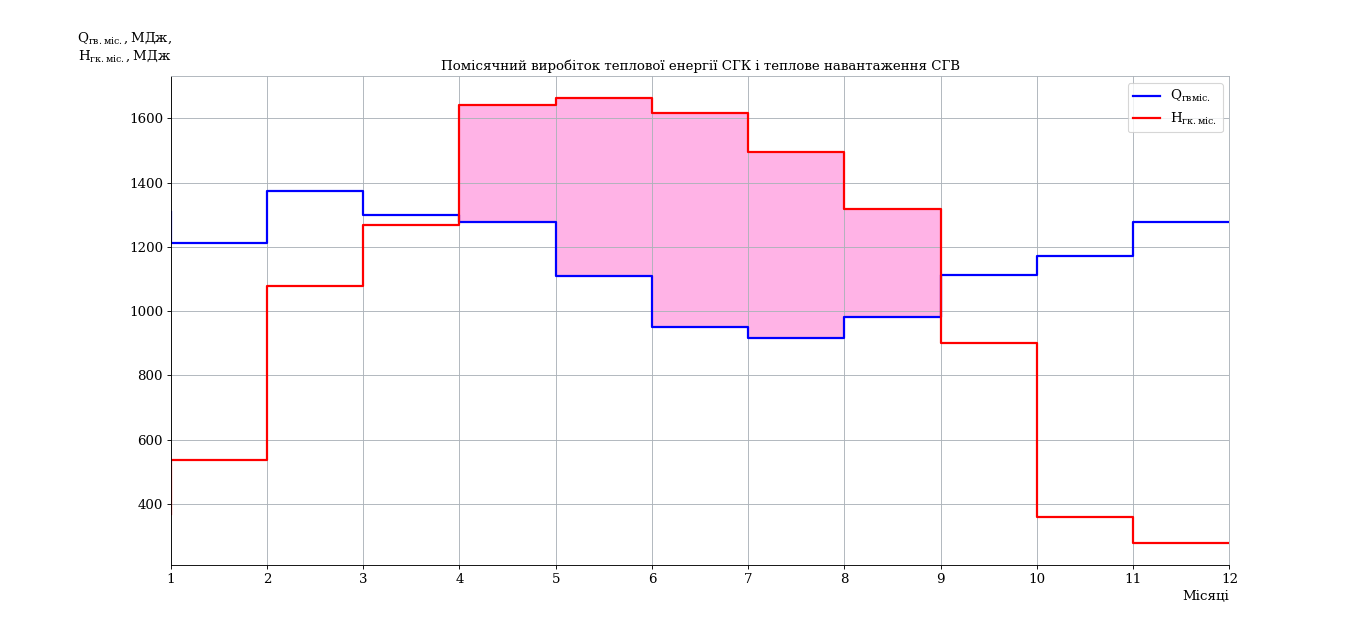 Qгв. міс., МДж,
Hгк. міс., МДж
Помісячний виробіток теплової енергії СГК і теплове навантаження СГВ
Qгвміс.
Hгк. міс.
1600
1400
1200
1000
800
600
400
1 2 3 4 5 6 7 8 9 10 11 12
Місяці